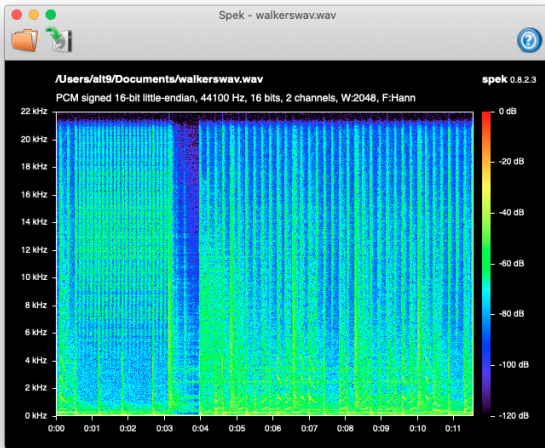 Spek - walkerswav.wav
/Users/alt9/Documents/walkerswav.wav
spek 0.8.2.3
PCM signed 16-bit little-endian, 44100 Hz, 16 bits, 2 channels, W:2048, F:Hann
22 kHz
20 kHz
18 kHz
16 kHz
14 kHz
12 kHz
10 kHz
8 kHz
6 kHz
4 kHz
2 kHz
0 kHz
0:00
0:01
0:02
0:03
0:04
0:05
0:06
0:07
0:08
0:09
0:10
0:11
0 dB
-20 dB
-40 dB
-60 dB
-80 dB
-100 dB
-120 dB